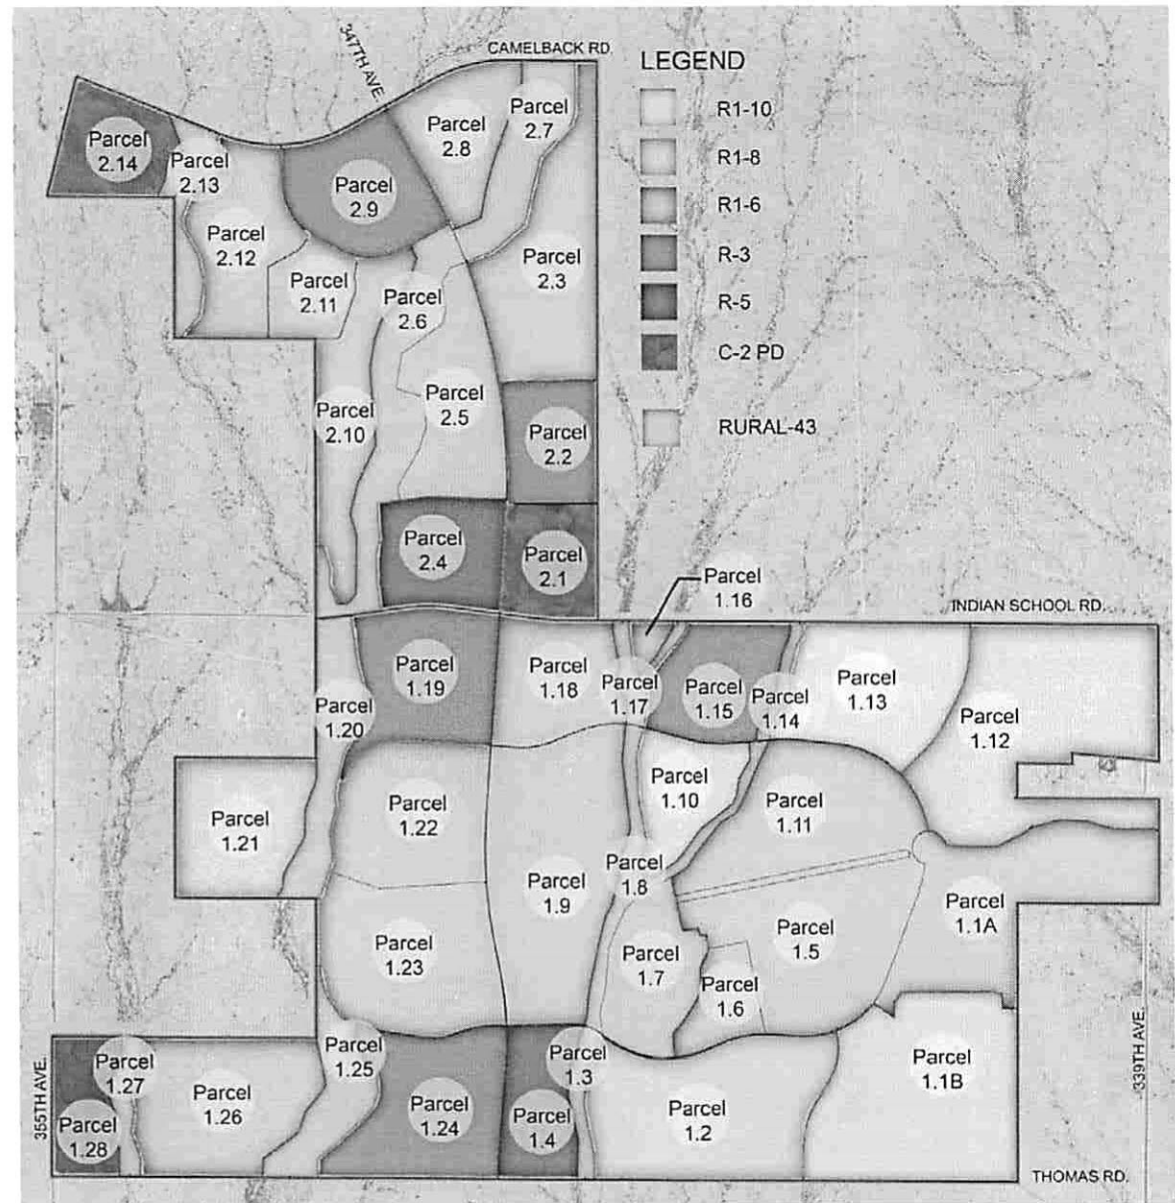 347TH AVE.
CAMELBACK RD.
LEGEND
R1-10
R1-8
R1-6
R-3
R-5
C-2 PD
RURAL-43
Parcel
2.14
Parcel
2.13
Parcel
2.12
Parcel
2.9
Parcel
2.8
Parcel
2.7
Parcel
2.11
Parcel
2.6
Parcel
2.3
Parcel
2.10
Parcel
2.5
Parcel
2.2
Parcel
2.4
Parcel
2.1
Parcel
1.16
INDIAN SCHOOL RD.
Parcel
1.20
Parcel
1.19
Parcel
1.18
Parcel
1.17
Parcel
1.15
Parcel
1.14
Parcel
1.13
Parcel
1.12
Parcel
1.21
Parcel
1.22
Parcel
1.10
Parcel
1.11
Parcel
1.9
Parcel
1.8
Parcel
1.1A
Parcel
1.23
Parcel
1.7
Parcel
1.6
Parcel
1.5
355TH AVE.
Parcel
1.28
Parcel
1.27
Parcel
1.26
Parcel
1.25
Parcel
1.24
Parcel
1.4
Parcel
1.3
Parcel
1.2
Parcel
1.1B
339TH AVE.
THOMAS RD.